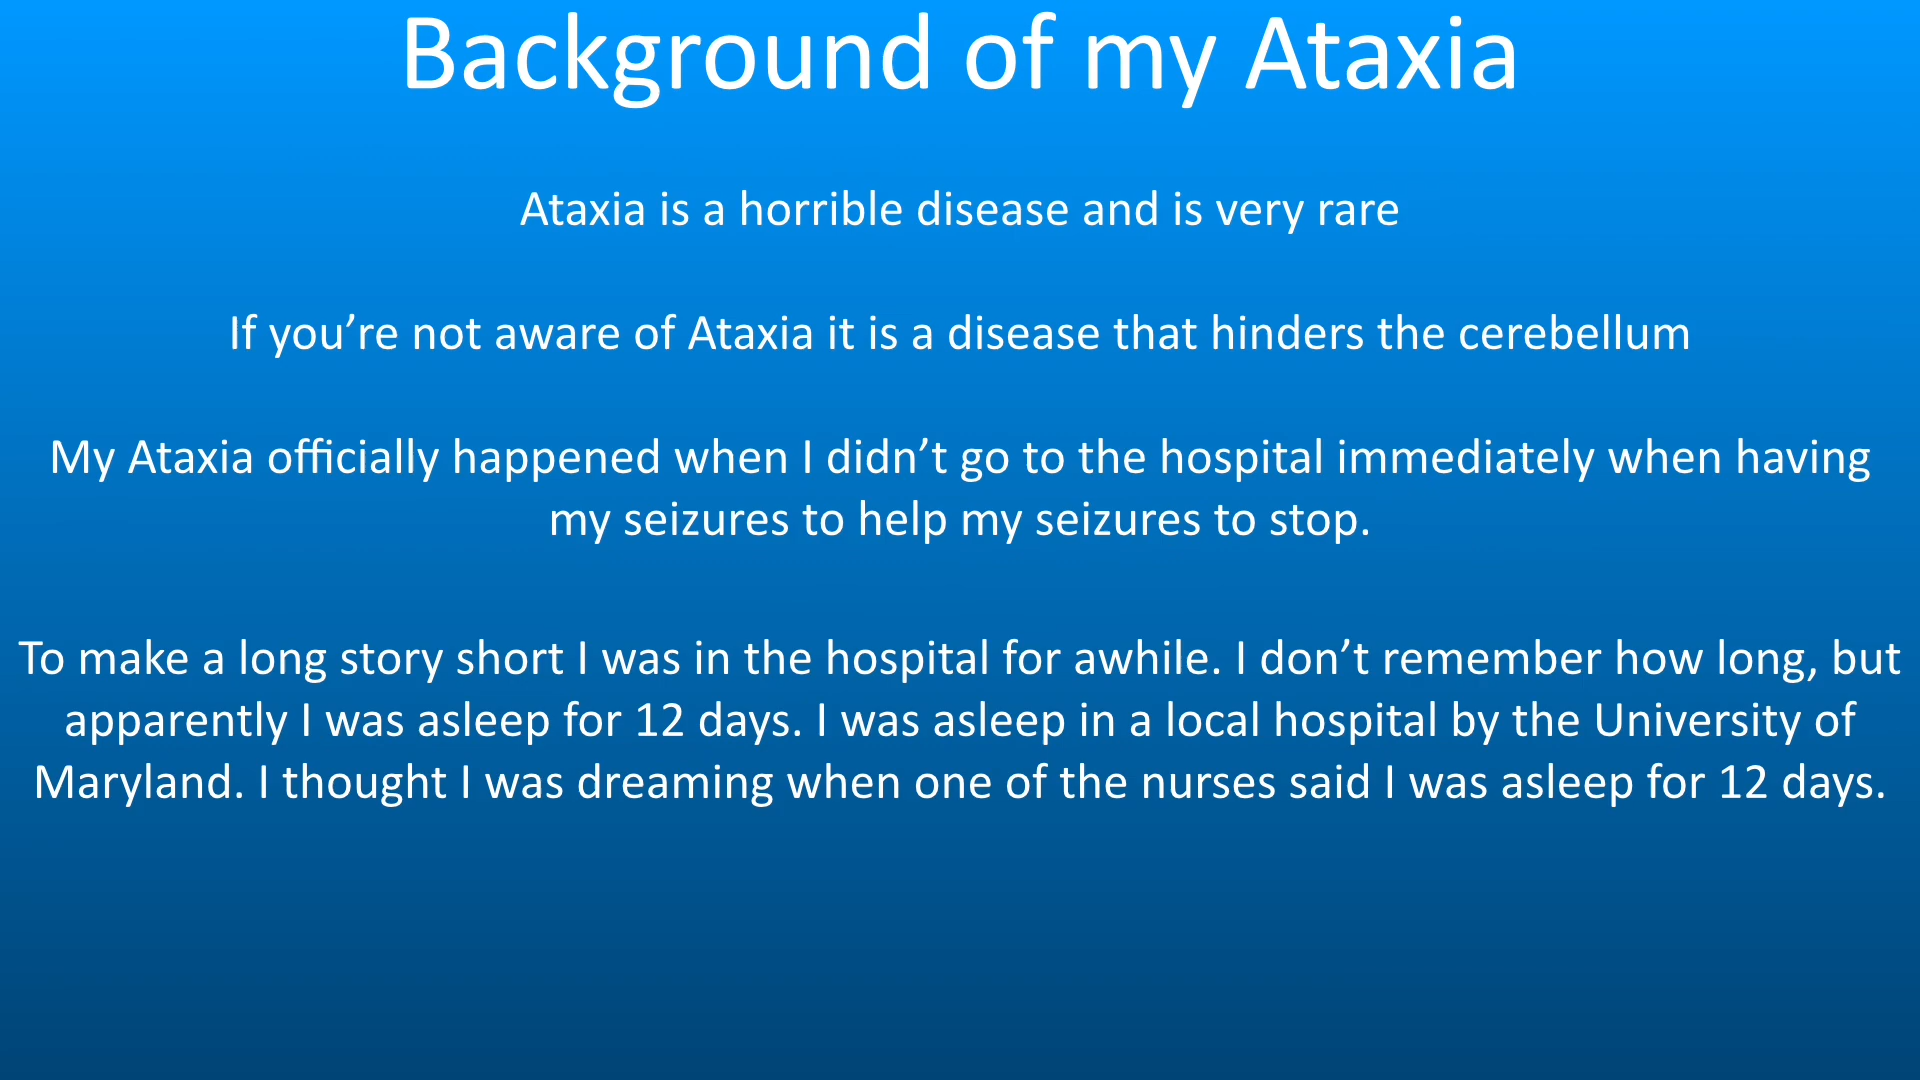 Background of my Ataxia
Ataxia is a horrible disease and is very rare
If you’re not aware of Ataxia it is a disease that hinders the cerebellum
My Ataxia officially happened when I didn’t go to the hospital immediately when having
my seizures to help my seizures to stop.
To make a long story short I was in the hospital for awhile. I don’t remember how long, but
apparently I was asleep for 12 days. I was asleep in a local hospital by the University of
Maryland. I thought I was dreaming when one of the nurses said I was asleep for 12 days.